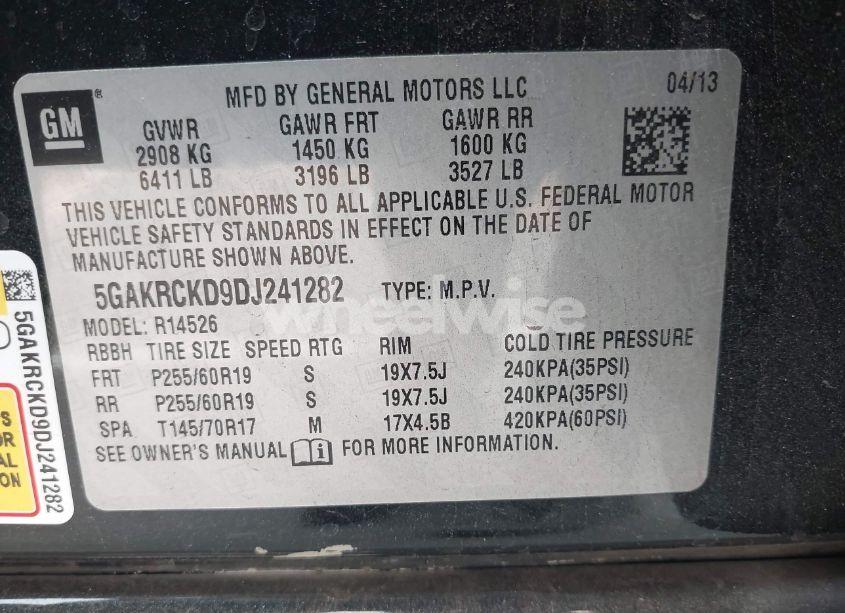 GM ®
MFD BY GENERAL MOTORS LLC 04/13
GVWR GAWR FRT GAWR RR
2908 KG 1450 KG 1600 KG
6411 LB 3196 LB 3527 LB
THIS VEHICLE CONFORMS TO ALL APPLICABLE U.S. FEDERAL MOTOR
VEHICLE SAFETY STANDARDS IN EFFECT ON THE DATE OF
MANUFACTURE SHOWN ABOVE.
5GAKRCKD9DJ241282 TYPE: M.P.V.
MODEL: R14526
RBBH TIRE SIZE SPEED RTG RIM COLD TIRE PRESSURE
FRT P255/60R19 S 19X7.5J 240KPA(35PSI)
RR P255/60R19 S 19X7.5J 240KPA(35PSI)
SPA T145/70R17 M 17X4.5B 420KPA(60PSI)
SEE OWNER'S MANUAL FOR MORE INFORMATION.
5GAKRCKD9DJ241282
OR
AL
ON
wheelwise